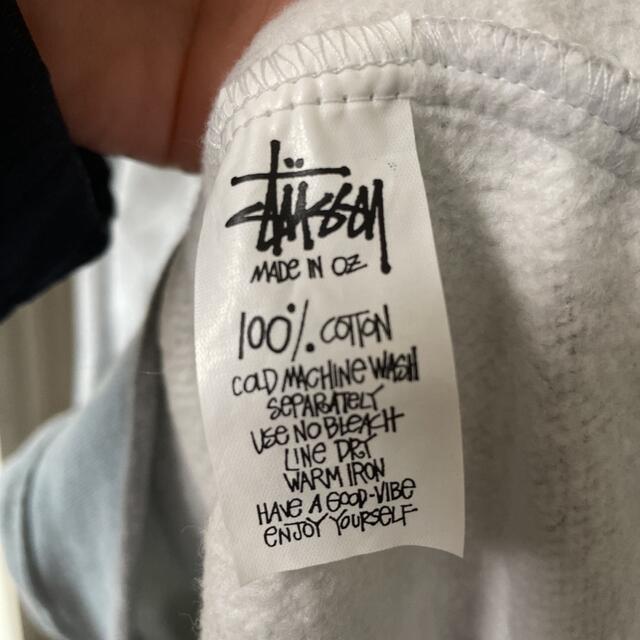 Stüssy
MADE IN OZ
100% COTTON
COLD MACHINE WASH
SEPARATELY
USE NO BLEACH
LINE DRY
WARM IRON
HAVE A GOOD-VIBE
ENJOY YOURSELF